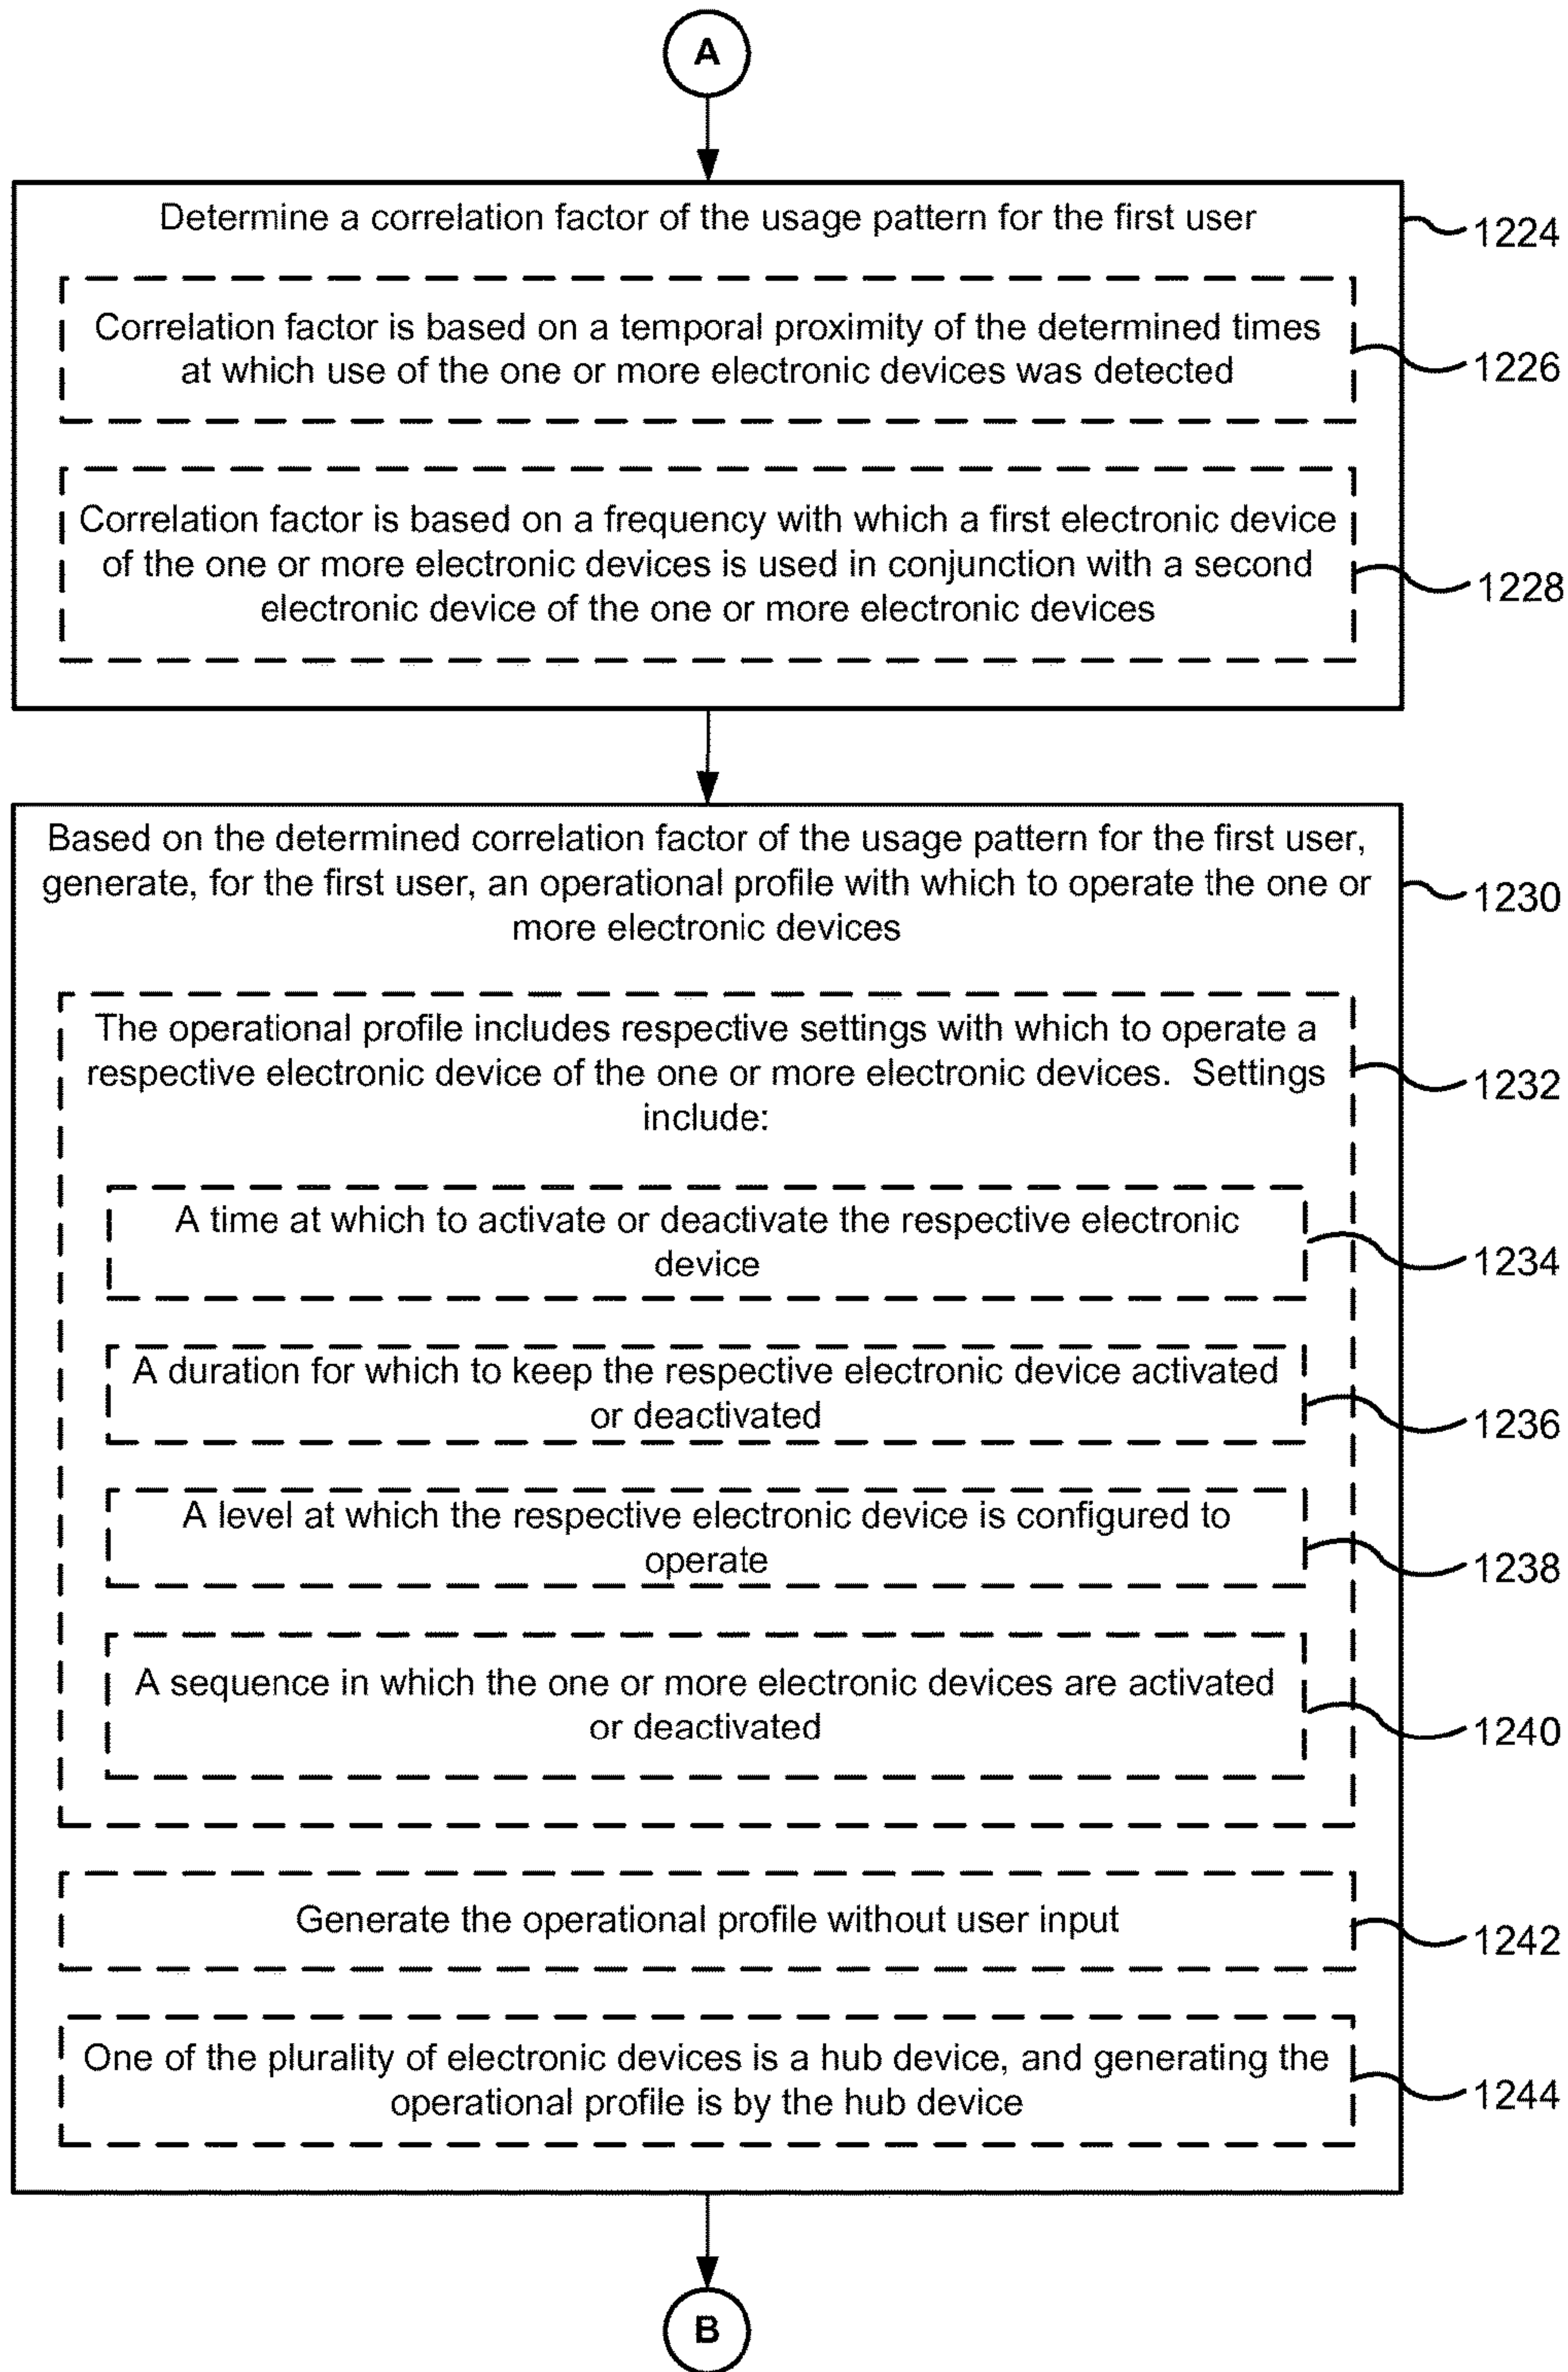 A
Determine a correlation factor of the usage pattern for the first user
1224
Correlation factor is based on a temporal proximity of the determined times
at which use of the one or more electronic devices was detected
1226
Correlation factor is based on a frequency with which a first electronic device
of the one or more electronic devices is used in conjunction with a second
electronic device of the one or more electronic devices
1228
Based on the determined correlation factor of the usage pattern for the first user,
generate, for the first user, an operational profile with which to operate the one or
more electronic devices
1230
The operational profile includes respective settings with which to operate a
respective electronic device of the one or more electronic devices.  Settings
include:
1232
A time at which to activate or deactivate the respective electronic
device
1234
A duration for which to keep the respective electronic device activated
or deactivated
1236
A level at which the respective electronic device is configured to
operate
1238
A sequence in which the one or more electronic devices are activated
or deactivated
1240
Generate the operational profile without user input
1242
One of the plurality of electronic devices is a hub device, and generating the
operational profile is by the hub device
1244
B